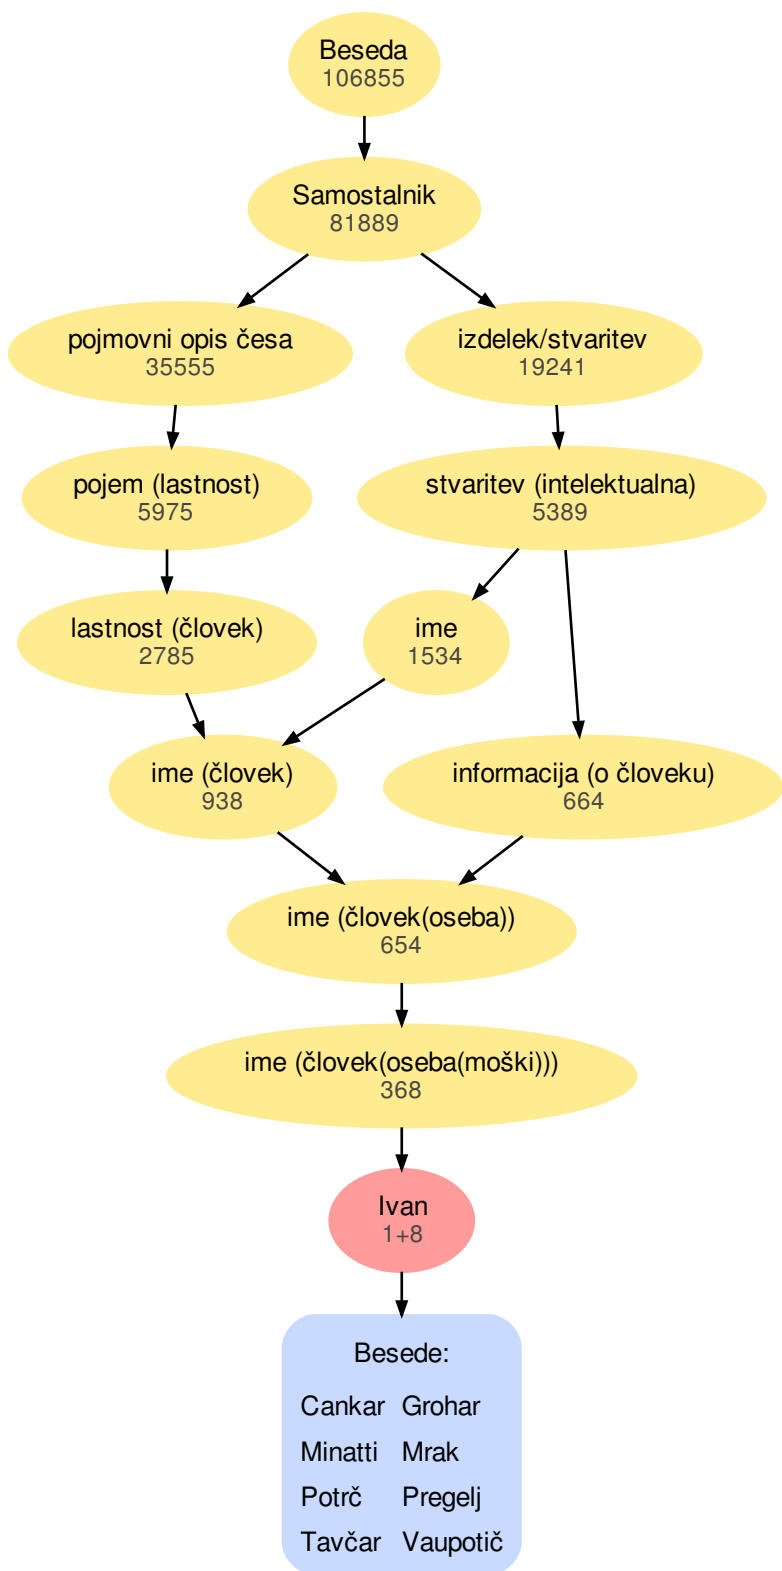 Beseda
106855
Samostalnik
81889
pojmovni opis česa
35555
izdelek/stvaritev
19241
pojem (lastnost)
5975
stvaritev (intelektualna)
5389
lastnost (človek)
2785
ime
1534
ime (človek)
938
informacija (o človeku)
664
ime (človek(oseba))
654
ime (človek(oseba(moški)))
368
Ivan
1+8
Besede:
Cankar Grohar
Minatti Mrak
Potrč Pregelj
Tavčar Vaupotič